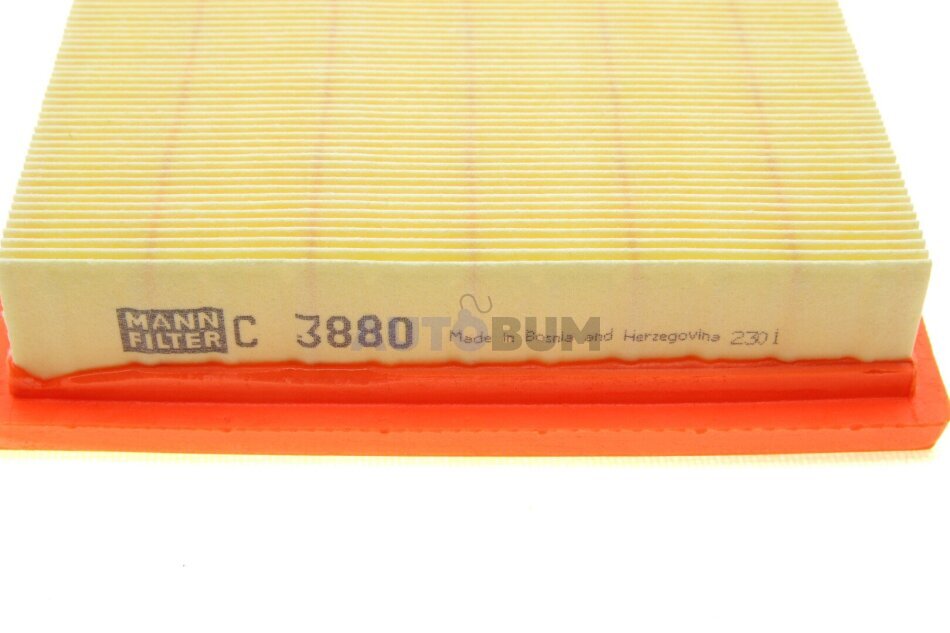 MANN
FILTER
C 3880
Made in Bosnia and Herzegovina 2301
AUTOBUM